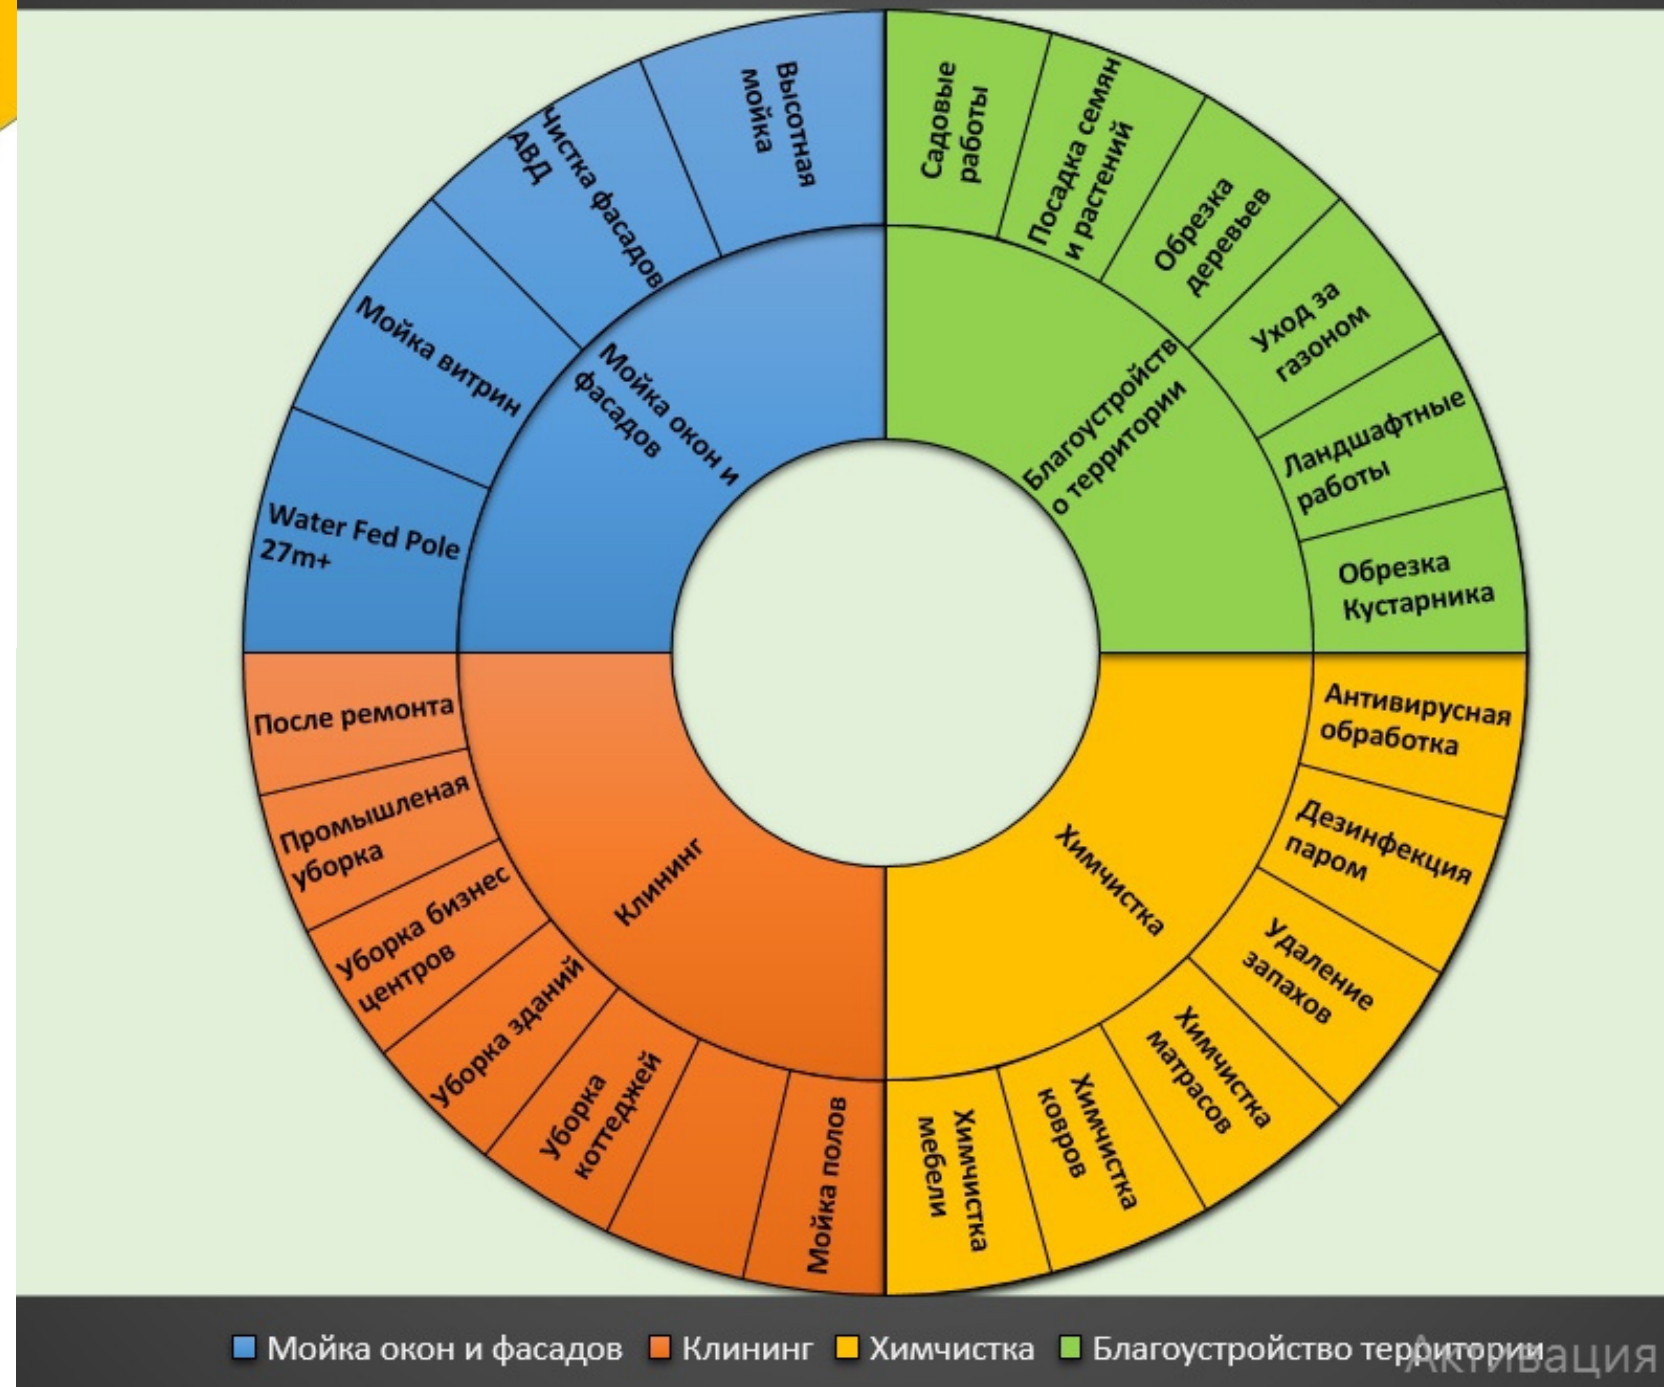 Высотная
мойка
Чистка фасадов
АВД
Мойка витрин
Water Fed Pole
27m+
Мойка окон и
фасадов
Садовые
работы
Посадка семян
и растений
Обрезка
деревьев
Уход за
газоном
Ландшафтные
работы
Обрезка
Кустарника
Благоустройств
о территории
Антивирусная
обработка
Дезинфекция
паром
Удаление
запахов
Химчистка
матрасов
Химчистка
ковров
Химчистка
мебели
Химчистка
После ремонта
Промышленая
уборка
Уборка бизнес
центров
Уборка зданий
Уборка
коттеджей
Мойка полов
Клининг
Мойка окон и фасадов
Клининг
Химчистка
Благоустройство территории
Активация